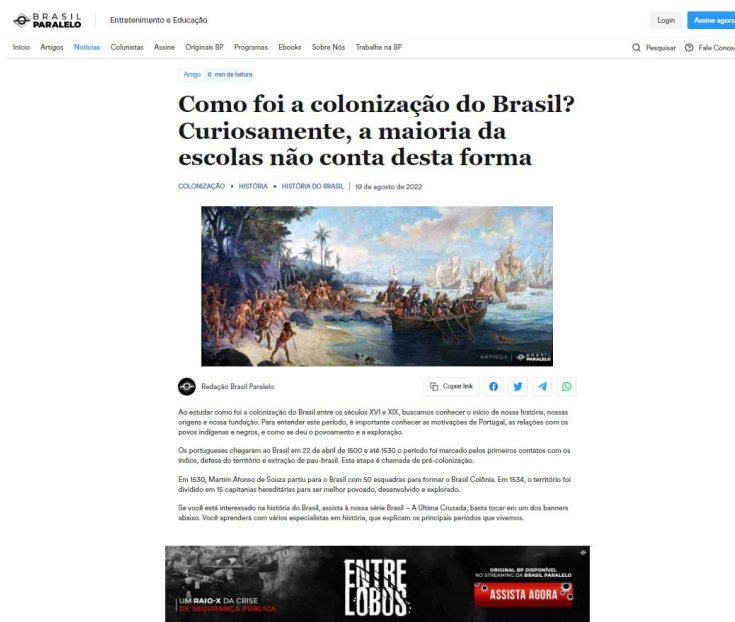 BRASIL
PARALELO
Entretenimento e Educação
Login
Assine agora
Início Artigos Notícias Colunistas Assine Originais BP Programas Ebooks Sobre Nós Trabalhe na BP
Pesquisar Fale Conosc
Artigo 8 min de leitura
Como foi a colonização do Brasil?
Curiosamente, a maioria da
escolas não conta desta forma
COLONIZAÇÃO • HISTÓRIA • HISTÓRIA DO BRASIL | 19 de agosto de 2022
ARTIGOS | BRASIL
PARALELO
Redação Brasil Paralelo
Copiar link
Ao estudar como foi a colonização do Brasil entre os séculos XVI e XIX, buscamos conhecer o início de nossa história, nossas
origens e nossa fundação. Para entender este período, é importante conhecer as motivações de Portugal, as relações com os
povos indígenas e negros, e como se deu o povoamento e a exploração.
Os portugueses chegaram ao Brasil em 22 de abril de 1500 e até 1530 o período foi marcado pelos primeiros contatos com os
índios, defesa do território e extração de pau-brasil. Esta etapa é chamada de pré-colonização.
Em 1530, Martim Afonso de Souza partiu para o Brasil com 50 esquadras para formar o Brasil Colônia. Em 1534, o território foi
dividido em 15 capitanias hereditárias para ser melhor povoado, desenvolvido e explorado.
Se você está interessado na história do Brasil, assista à nossa série Brasil – A Última Cruzada, basta tocar em um dos banners
abaixo. Você aprenderá com vários especialistas em história, que explicam os principais períodos que vivemos.
UM RAIO-X DA CRISE
DE SEGURANÇA PÚBLICA
ENTRE
LOBOS
ORIGINAL BP DISPONÍVEL
NO STREAMING DA BRASIL PARALELO
ASSISTA AGORA